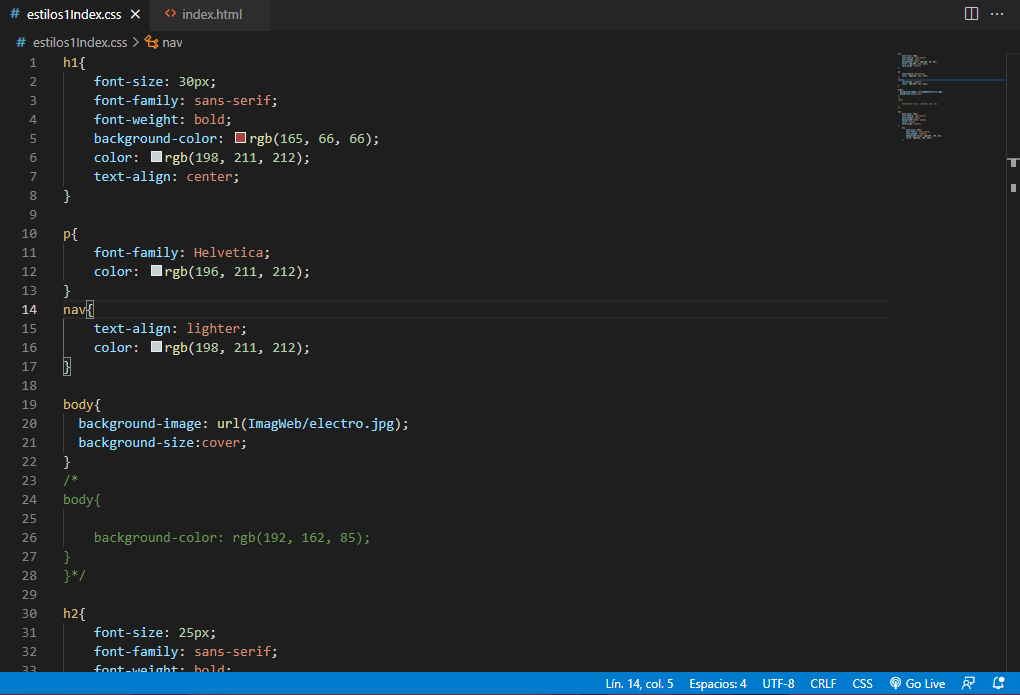 # estilos1Index.css × <> index.html ···
# estilos1Index.css > nav
1 h1{
2 font-size: 30px;
3 font-family: sans-serif;
4 font-weight: bold;
5 background-color: rgb(165, 66, 66);
6 color: rgb(198, 211, 212);
7 text-align: center;
8 }
9
10 p{
11 font-family: Helvetica;
12 color: rgb(196, 211, 212);
13 }
14 nav{
15 text-align: lighter;
16 color: rgb(198, 211, 212);
17 }
18
19 body{
20 background-image: url(ImagWeb/electro.jpg);
21 background-size:cover;
22 }
23 /*
24 body{
25
26 background-color: rgb(192, 162, 85);
27 }
28 }*/
29
30 h2{
31 font-size: 25px;
32 font-family: sans-serif;
33 font-weight: bold;
Lín. 14, col. 5 Espacios: 4 UTF-8 CRLF CSS Go Live